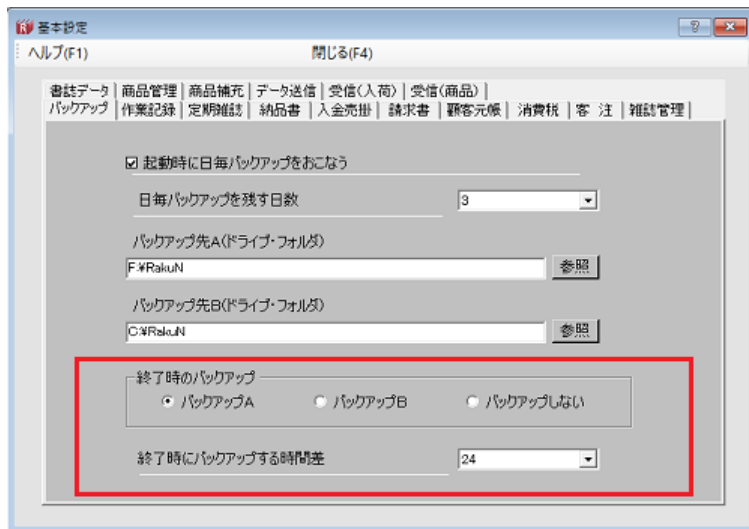 基本設定
ヘルプ(F1) 閉じる(F4)
書誌データ 商品管理 商品補充 データ送信 受信(入荷) 受信(商品)
バックアップ 作業記録 定期雑誌 納品書 入金売掛 請求書 顧客元帳 消費税 客 注 雑誌管理
起動時に日毎バックアップをおこなう
日毎バックアップを残す日数 3
バックアップ先A(ドライブ・フォルダ)
F:¥RakuN 参照
バックアップ先B(ドライブ・フォルダ)
C:¥RakuN 参照
終了時のバックアップ
バックアップA バックアップB バックアップしない
終了時にバックアップする時間差 24